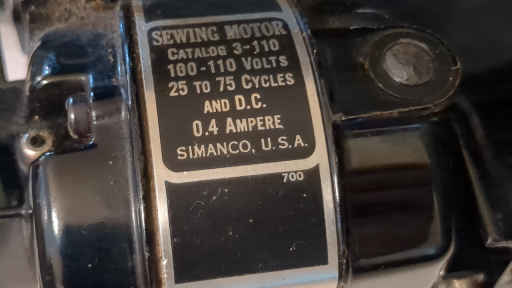 SEWING MOTOR
CATALOG 3-110
100-110 VOLTS
25 TO 75 CYCLES
AND D.C.
0.4 AMPERE
SIMANCO, U.S.A.
700